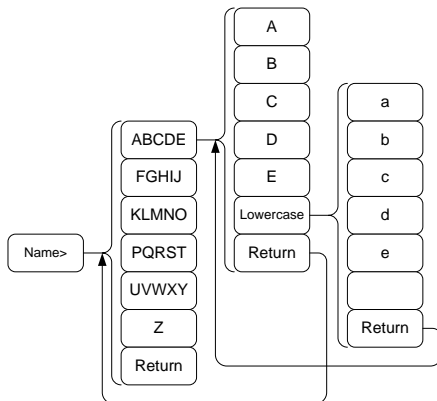 Name>
ABCDE
FGHIJ
KLMNO
PQRST
UVWXY
Z
Return
A
B
C
D
E
Lowercase
Return
a
b
c
d
e
Return